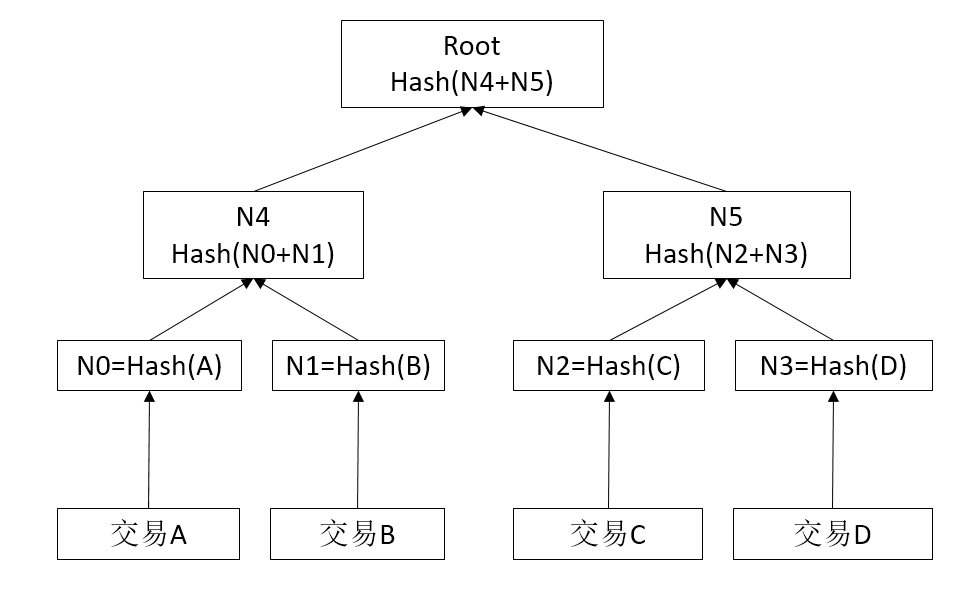 Root
Hash(N4+N5)
N4
Hash(N0+N1)
N5
Hash(N2+N3)
N0=Hash(A)
N1=Hash(B)
N2=Hash(C)
N3=Hash(D)
交易A
交易B
交易C
交易D